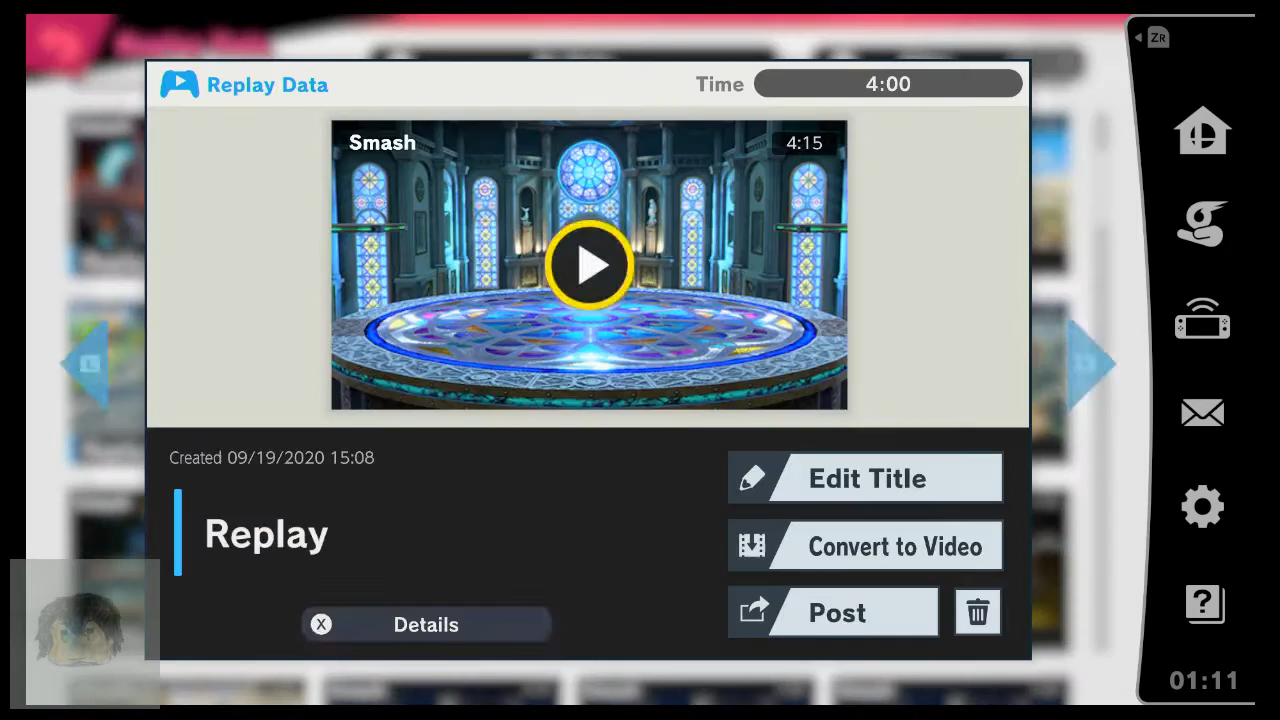 ZR
Replay Data
Time
4:00
Smash
4:15
L
Created 09/19/2020 15:08
Replay
Edit Title
Convert to Video
Post
X
Details
?
01:11